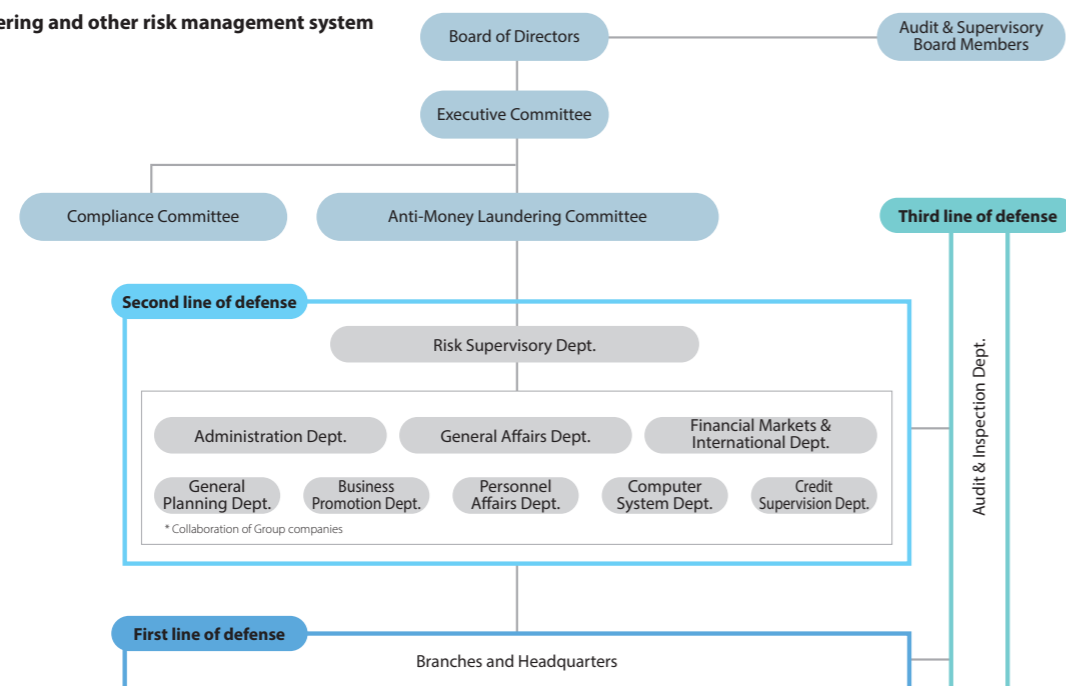 ering and other risk management system
Board of Directors
Audit & Supervisory
Board Members
Executive Committee
Compliance Committee
Anti-Money Laundering Committee
Third line of defense
Second line of defense
Risk Supervisory Dept.
Audit & Inspection Dept.
Administration Dept.
General Affairs Dept.
Financial Markets &
International Dept.
General
Planning Dept.
Business
Promotion Dept.
Personnel
Affairs Dept.
Computer
System Dept.
Credit
Supervision Dept.
* Collaboration of Group companies
First line of defense
Branches and Headquarters